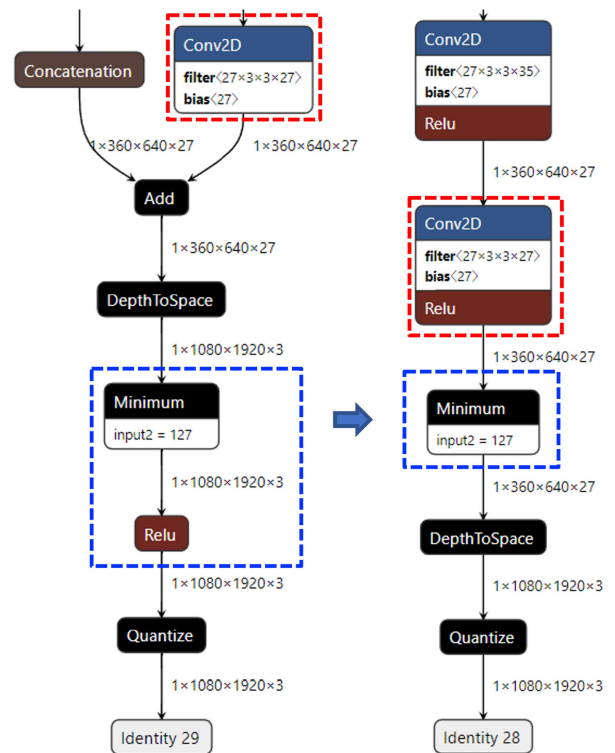 Concatenation
Conv2D
filter⟨27×3×3×27⟩
bias⟨27⟩
1×360×640×27
1×360×640×27
Add
1×360×640×27
DepthToSpace
1×1080×1920×3
Minimum
input2 = 127
1×1080×1920×3
Relu
1×1080×1920×3
Quantize
1×1080×1920×3
Identity 29
Conv2D
filter⟨27×3×3×35⟩
bias⟨27⟩
Relu
1×360×640×27
Conv2D
filter⟨27×3×3×27⟩
bias⟨27⟩
Relu
1×360×640×27
Minimum
input2 = 127
1×360×640×27
DepthToSpace
1×1080×1920×3
Quantize
1×1080×1920×3
Identity 28